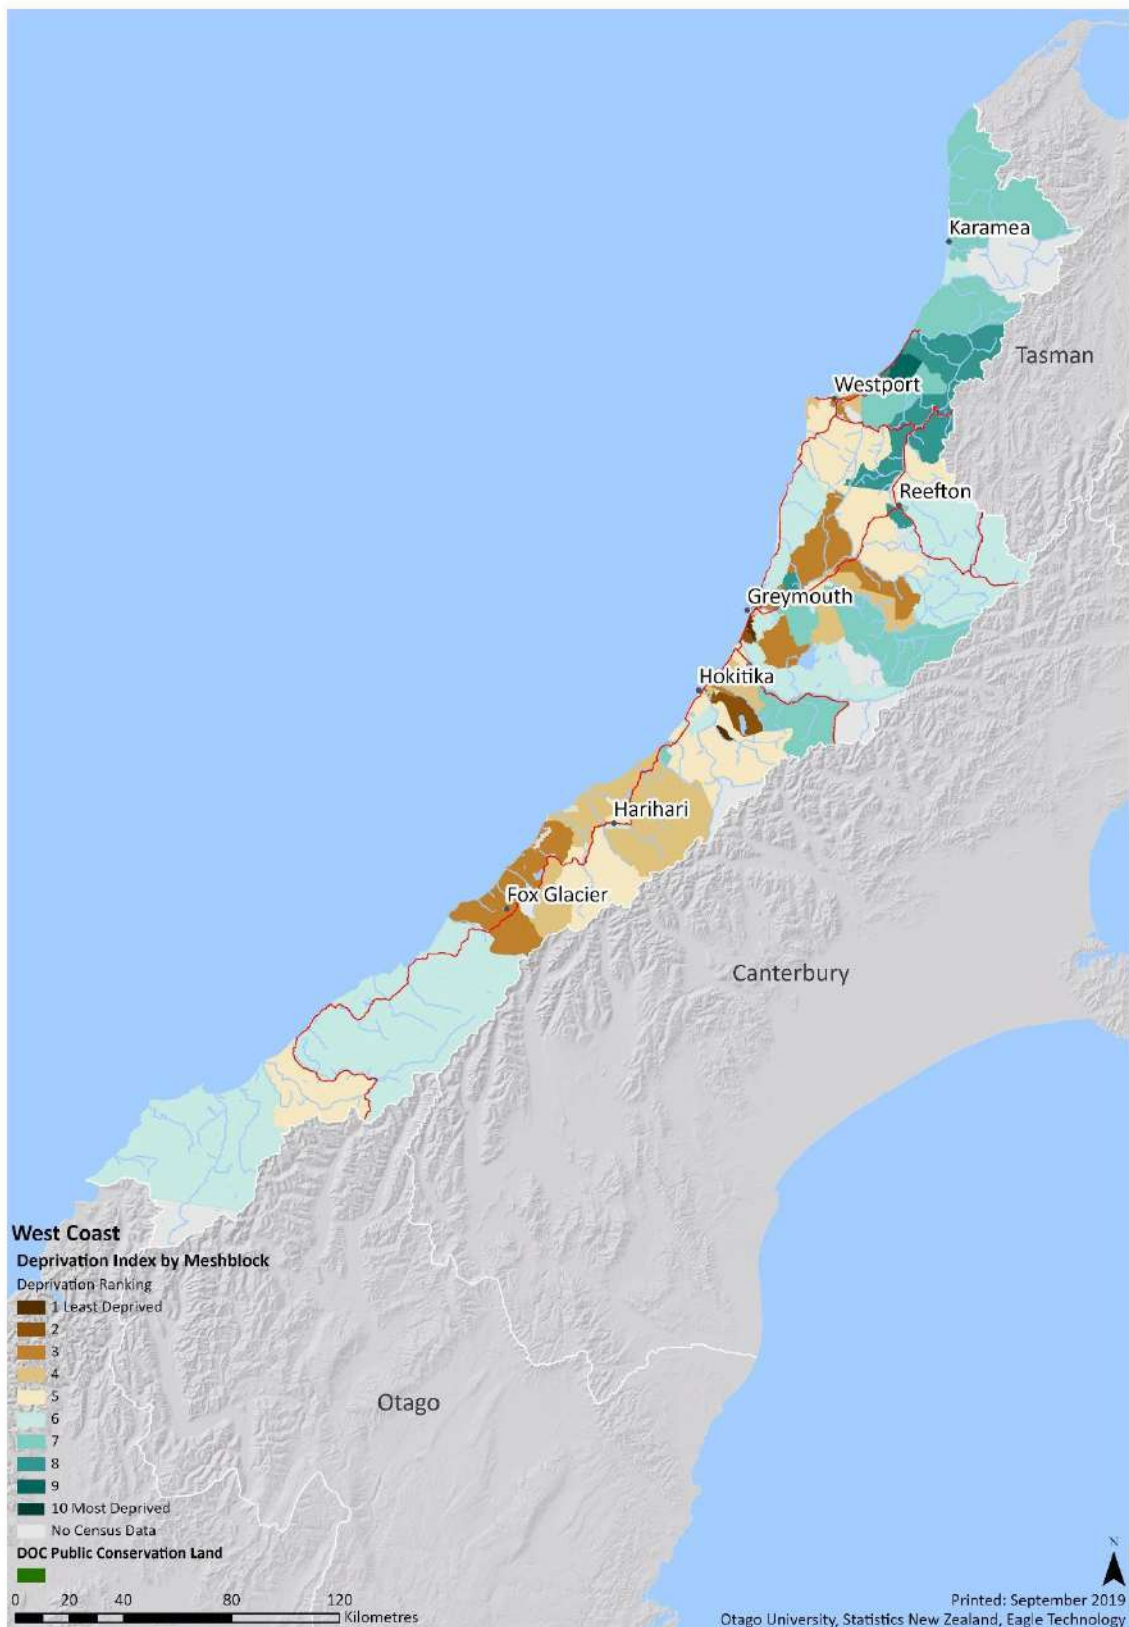 Karamea
Tasman
Westport
Reefton
Greymouth
Hokitika
Harihari
Fox Glacier
Canterbury
West Coast
Deprivation Index by Meshblock
Deprivation Ranking
1 Least Deprived
2
3
4
5
6
7
8
9
10 Most Deprived
No Census Data
DOC Public Conservation Land
Otago
0 20 40 80 120
Kilometres
N
Printed: September 2019
Otago University, Statistics New Zealand, Eagle Technology